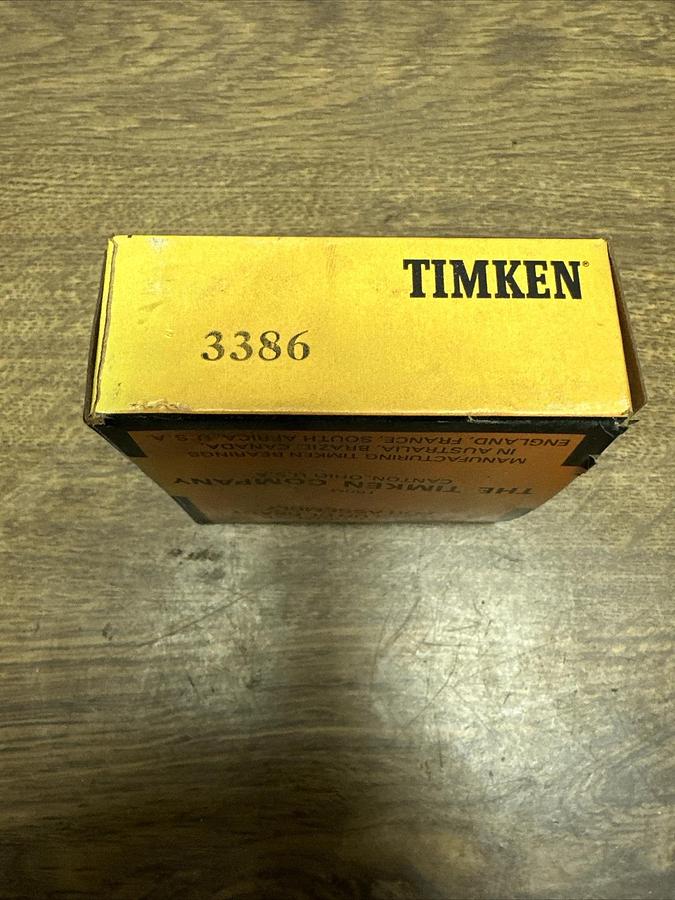 TIMKEN®
3386
THE TIMKEN COMPANY
CANTON, OHIO U.S.A.
MANUFACTURING TIMKEN BEARINGS
IN AUSTRALIA, BRAZIL, CANADA,
ENGLAND, FRANCE, SOUTH AFRICA, U.S.A.